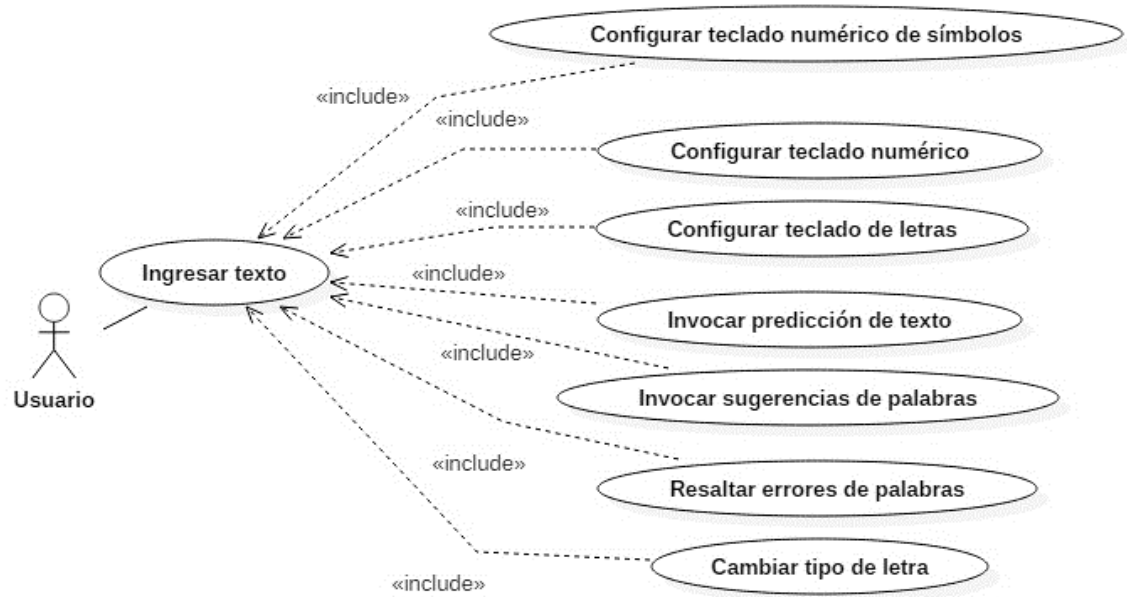 Configurar teclado numérico de símbolos
«include»
«include»
Configurar teclado numérico
«include»
Configurar teclado de letras
Ingresar texto
«include»
Invocar predicción de texto
«include»
Usuario
Invocar sugerencias de palabras
«include»
Resaltar errores de palabras
Cambiar tipo de letra
«include»